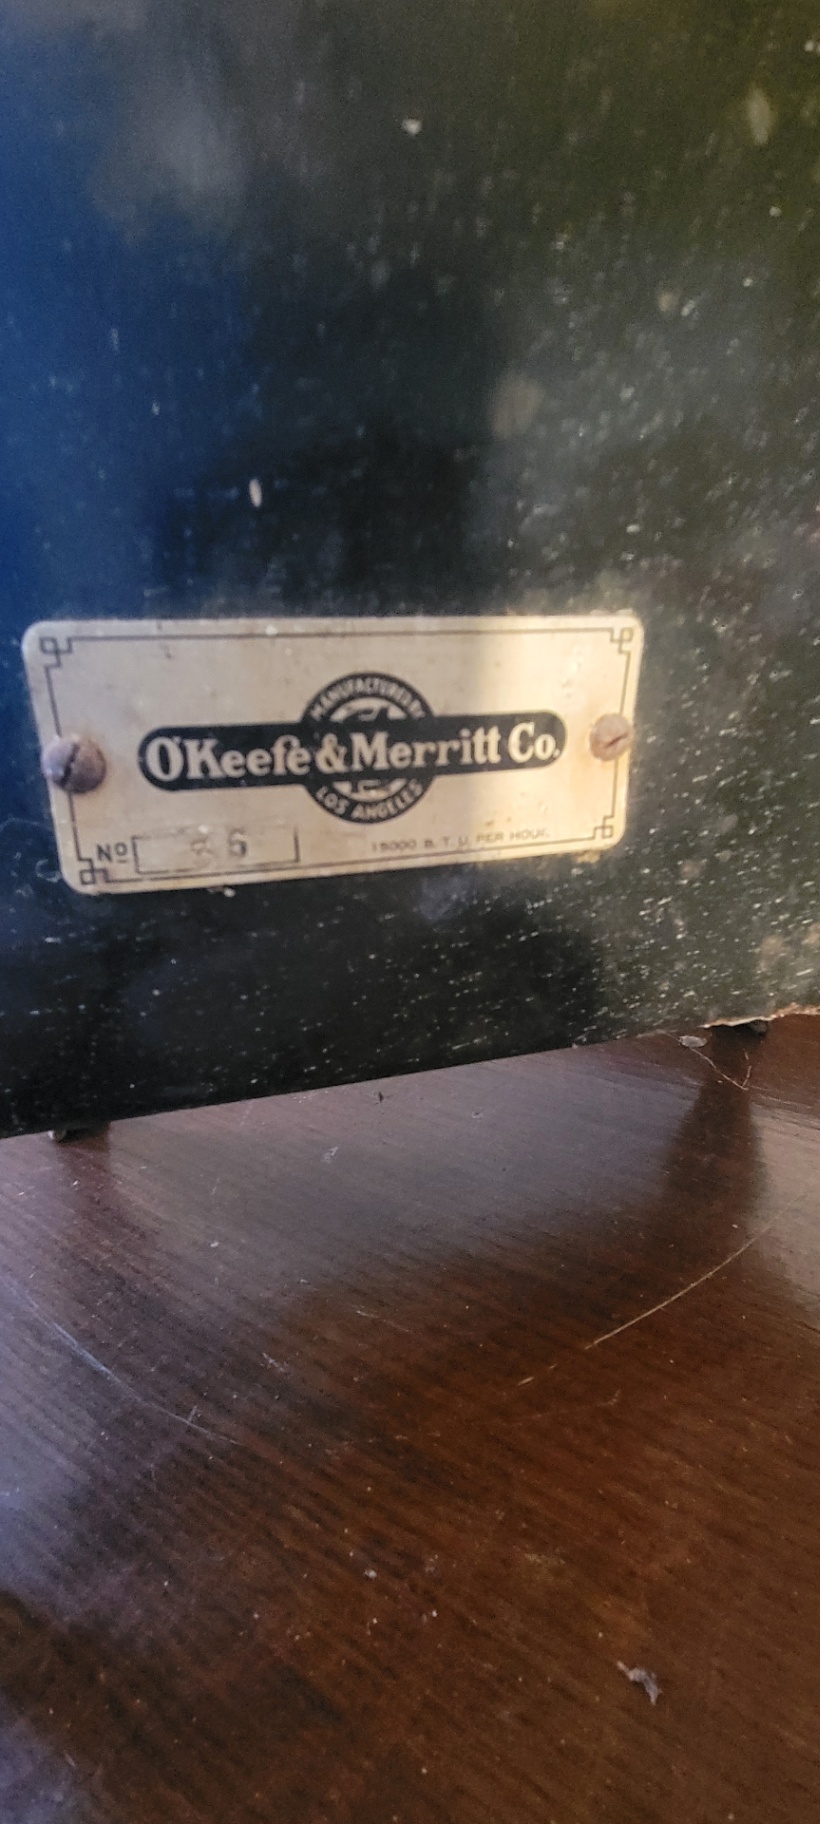 MANUFACTURED BY
O'Keefe & Merritt Co.
LOS ANGELES
No
15000 B. T. U. PER HOUR.